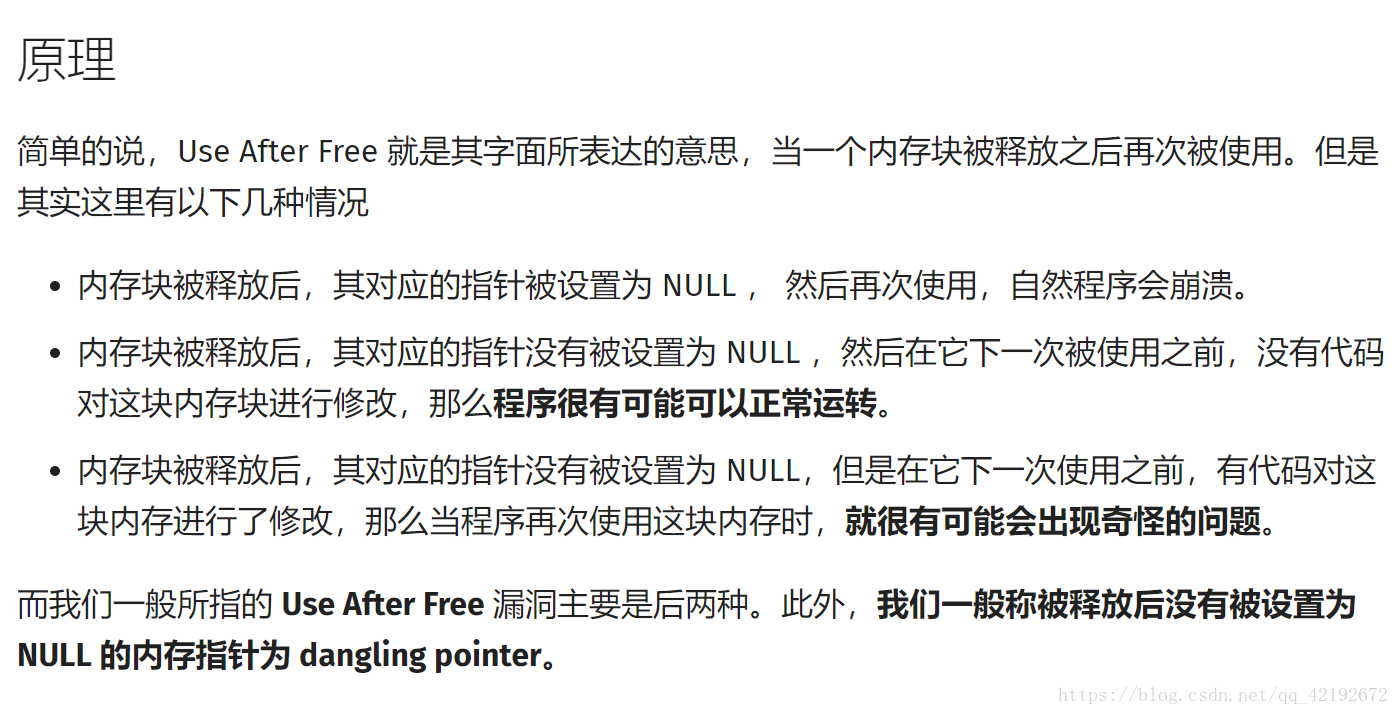 原理
简单的说，Use After Free 就是其字面所表达的意思，当一个内存块被释放之后再次被使用。但是
其实这里有以下几种情况
• 内存块被释放后，其对应的指针被设置为 NULL ， 然后再次使用，自然程序会崩溃。
• 内存块被释放后，其对应的指针没有被设置为 NULL ，然后在它下一次被使用之前，没有代码
对这块内存块进行修改，那么程序很有可能可以正常运转。
• 内存块被释放后，其对应的指针没有被设置为 NULL，但是在它下一次使用之前，有代码对这
块内存进行了修改，那么当程序再次使用这块内存时，就很有可能会出现奇怪的问题。
而我们一般所指的 Use After Free 漏洞主要是后两种。此外，我们一般称被释放后没有被设置为
NULL 的内存指针为 dangling pointer。
https://blog.csdn.net/qq_42192672